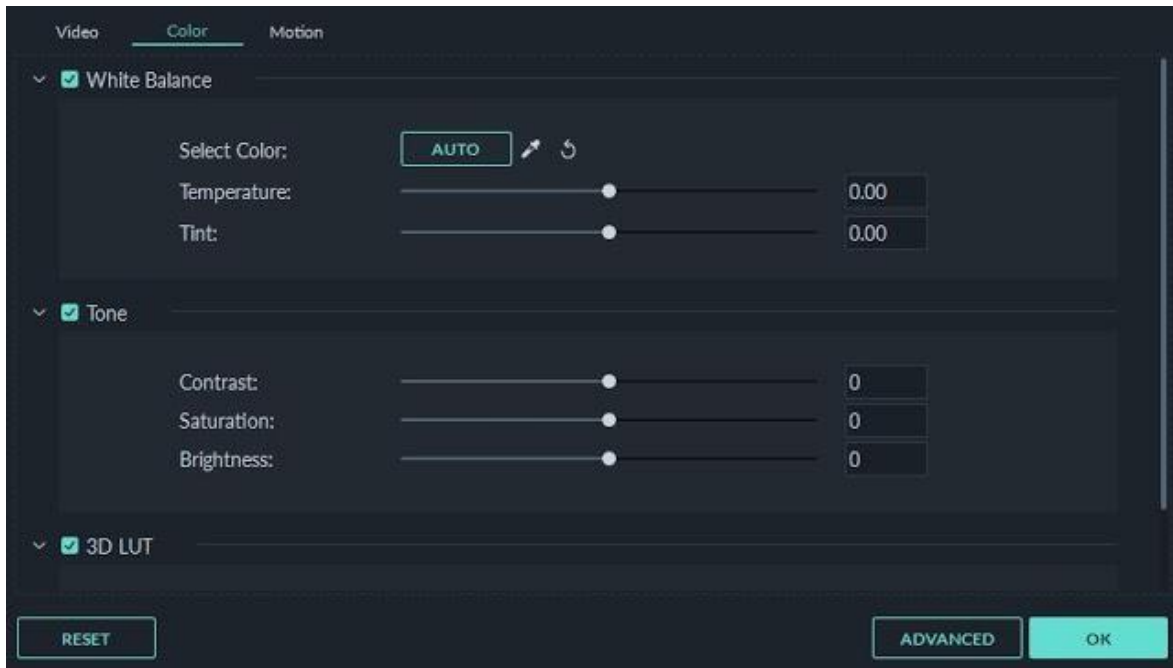 Video Color Motion
White Balance
Select Color: AUTO
Temperature: 0.00
Tint: 0.00
Tone
Contrast: 0
Saturation: 0
Brightness: 0
3D LUT
RESET ADVANCED OK